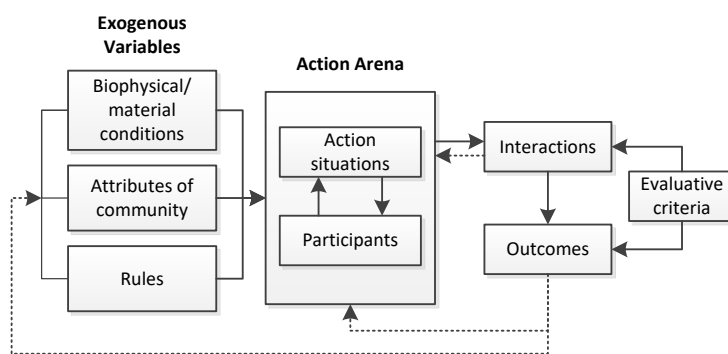 Exogenous
Variables
Biophysical/
material
conditions
Attributes of
community
Rules
Action Arena
Action
situations
Participants
Interactions
Outcomes
Evaluative
criteria